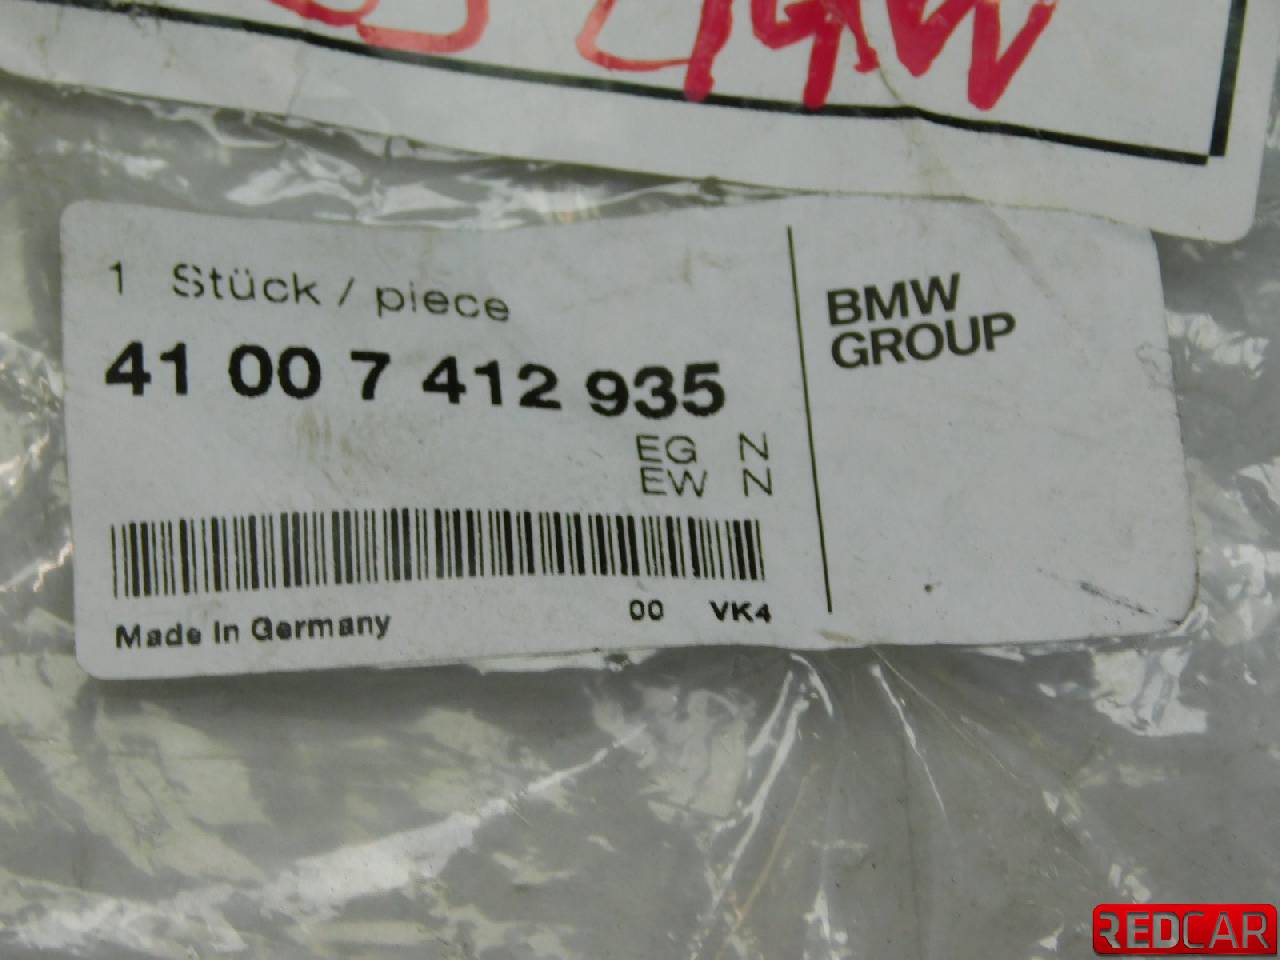 1 Stück / piece
41 00 7 412 935
EG N
EW N
Made In Germany
00 VK4
BMW
GROUP
REDCAR